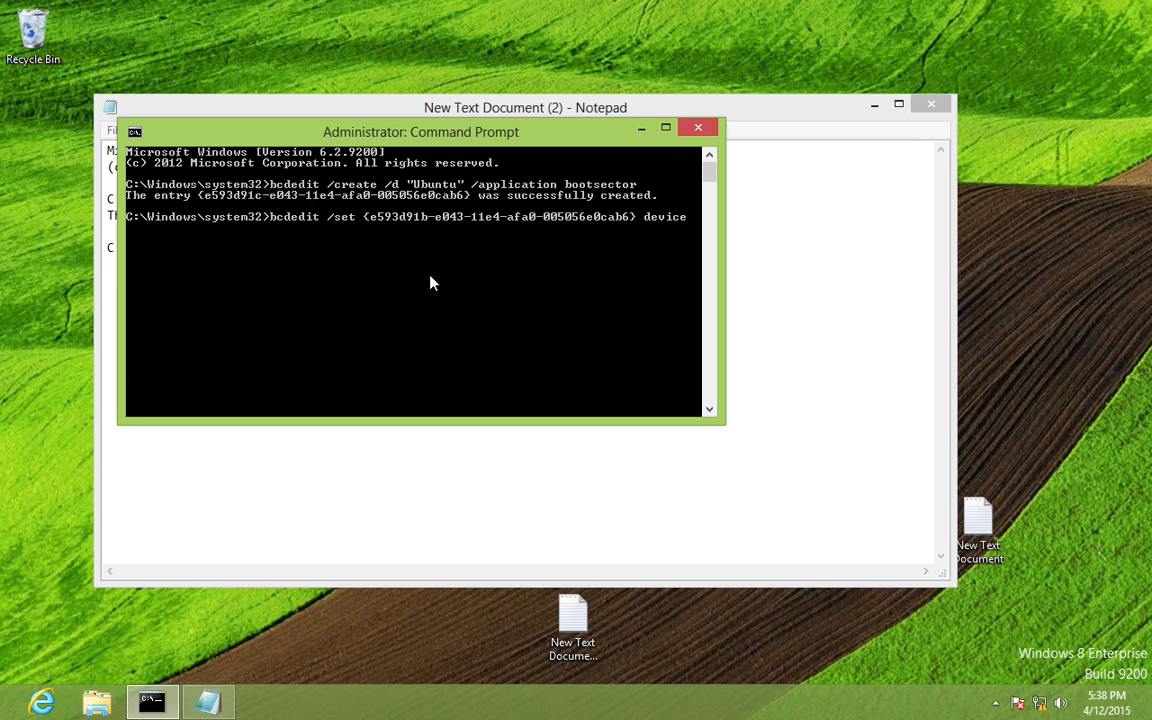 Recycle Bin
New Text Document (2) - Notepad
Fi
Administrator: Command Prompt
Mi
Microsoft Windows [Version 6.2.9200]
(c) 2012 Microsoft Corporation. All rights reserved.
(
C:\Windows\system32>bcdedit /create /d "Ubuntu" /application bootsector
C
The entry {e593d91c-e043-11e4-afa0-005056e0cab6} was successfully created.
Th
C:\Windows\system32>bcdedit /set {e593d91b-e043-11e4-afa0-005056e0cab6} device
C
New Text
Document
New Text
Docume...
Windows 8 Enterprise
Build 9200
5:38 PM
4/12/2015